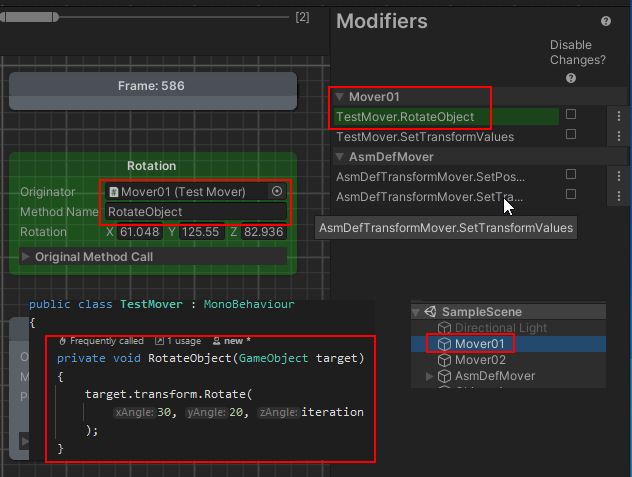 [2]
Modifiers
Disable
Changes?
Frame: 586
Mover01
TestMover.RotateObject
TestMover.SetTransformValues
AsmDefMover
AsmDefTransformMover.SetPos...
AsmDefTransformMover.SetTra...
AsmDefTransformMover.SetTransformValues
Rotation
Originator Mover01 (Test Mover)
Method Name RotateObject
Rotation X 61.048 Y 125.55 Z 82.936
Original Method Call
public class TestMover : MonoBehaviour
{
Frequently called 1 usage new *
private void RotateObject(GameObject target)
{
target.transform.Rotate(
xAngle: 30, yAngle: 20, zAngle: iteration
);
}
SampleScene
Directional Light
Mover01
Mover02
AsmDefMover